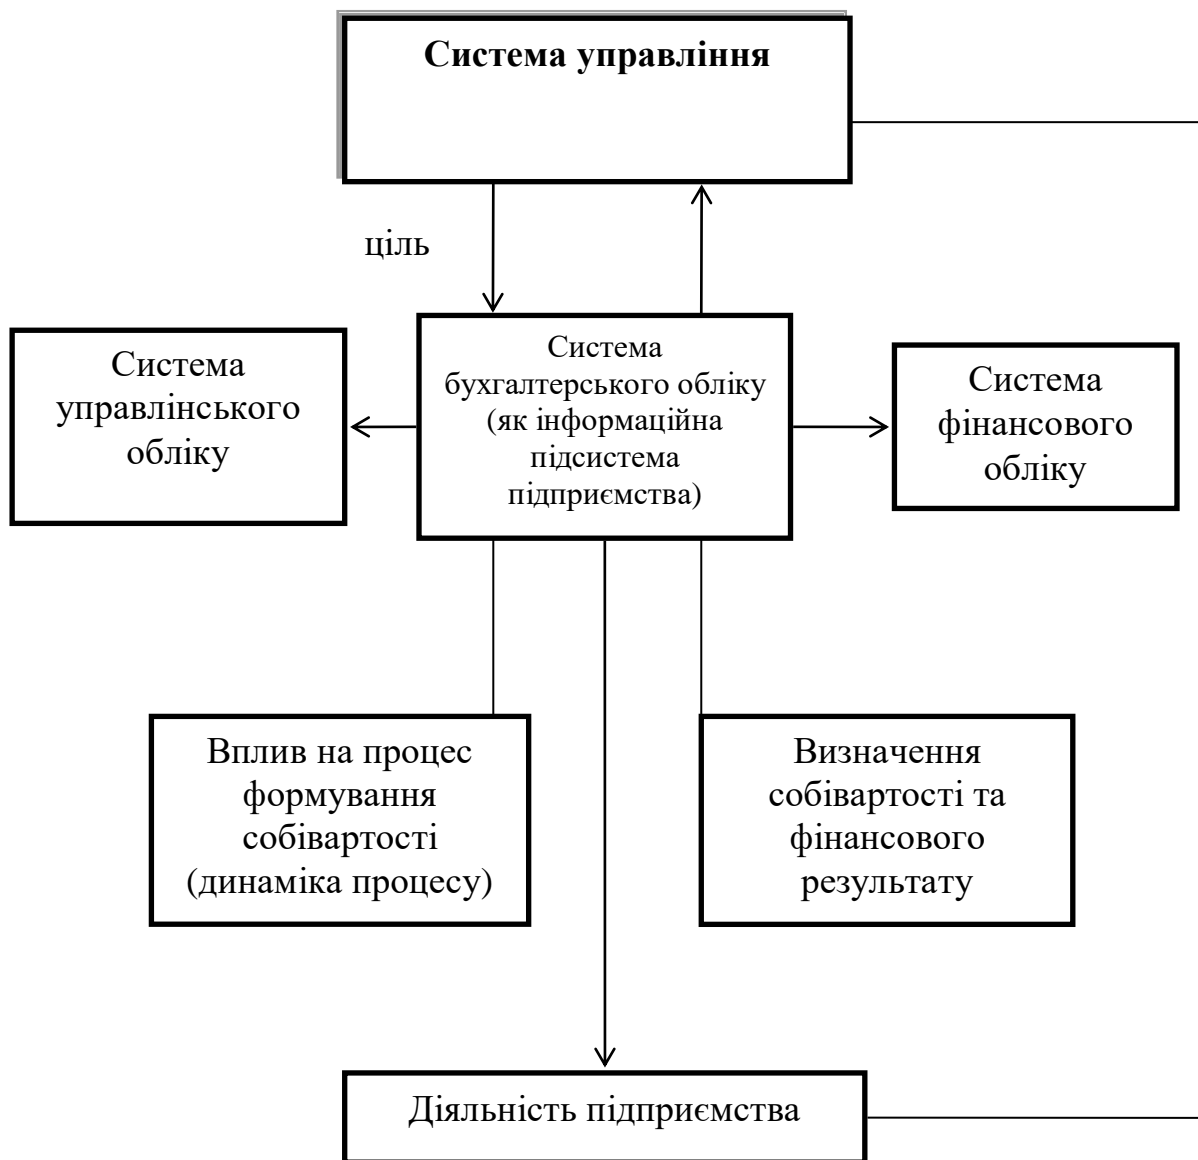 Система управління
ціль
Система
управлінського
обліку
Система
бухгалтерського обліку
(як інформаційна
підсистема
підприємства)
Система
фінансового
обліку
Вплив на процес
формування
собівартості
(динаміка процесу)
Визначення
собівартості та
фінансового
результату
Діяльність підприємства